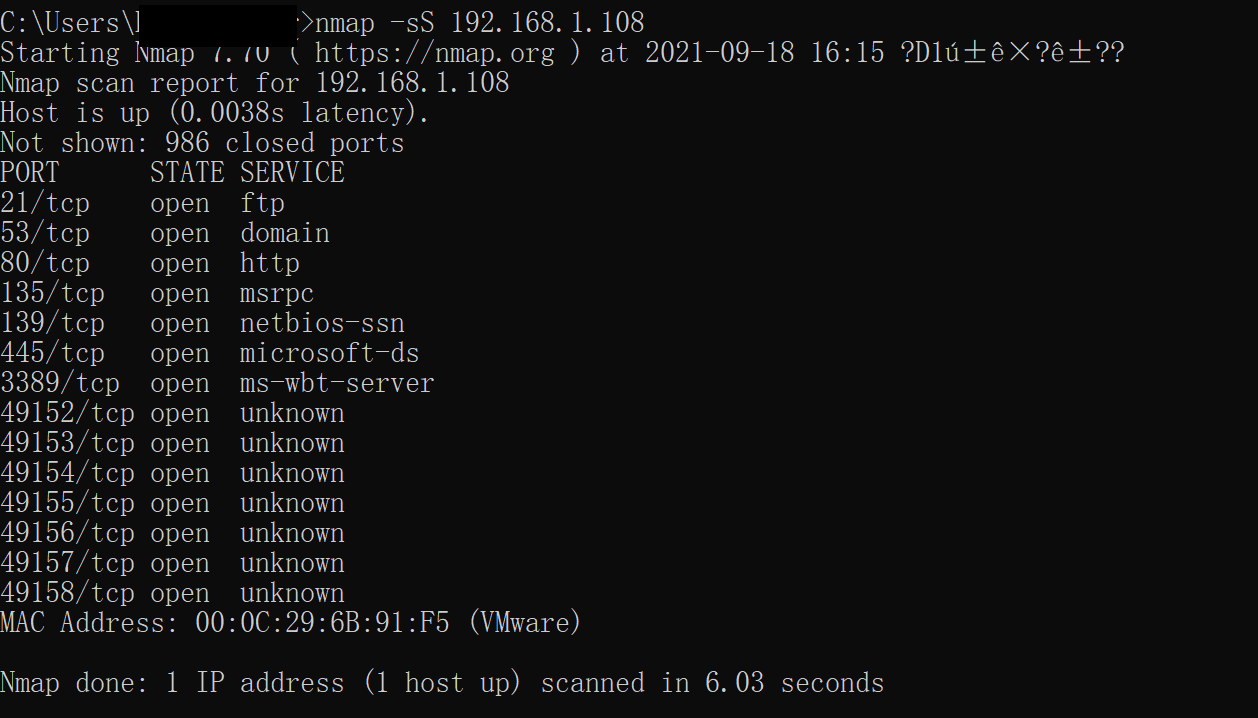 C:\Users\ >nmap -sS 192.168.1.108
Starting Nmap 7.70 ( https://nmap.org ) at 2021-09-18 16:15 ?D1ú±ê×?ê±??
Nmap scan report for 192.168.1.108
Host is up (0.0038s latency).
Not shown: 986 closed ports
PORT      STATE SERVICE
21/tcp    open  ftp
53/tcp    open  domain
80/tcp    open  http
135/tcp   open  msrpc
139/tcp   open  netbios-ssn
445/tcp   open  microsoft-ds
3389/tcp  open  ms-wbt-server
49152/tcp open  unknown
49153/tcp open  unknown
49154/tcp open  unknown
49155/tcp open  unknown
49156/tcp open  unknown
49157/tcp open  unknown
49158/tcp open  unknown
MAC Address: 00:0C:29:6B:91:F5 (VMware)
Nmap done: 1 IP address (1 host up) scanned in 6.03 seconds